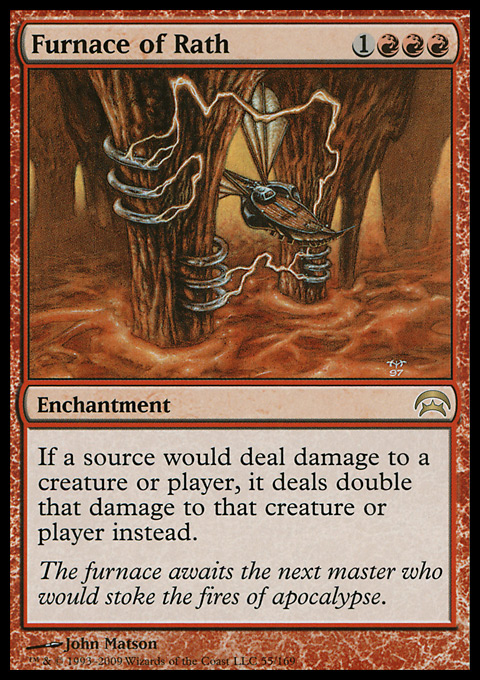 Furnace of Rath 1
97
Enchantment
If a source would deal damage to a
creature or player, it deals double
that damage to that creature or
player instead.
The furnace awaits the next master who
would stoke the fires of apocalypse.
John Matson
™ & © 1993–2009 Wizards of the Coast LLC 55/169